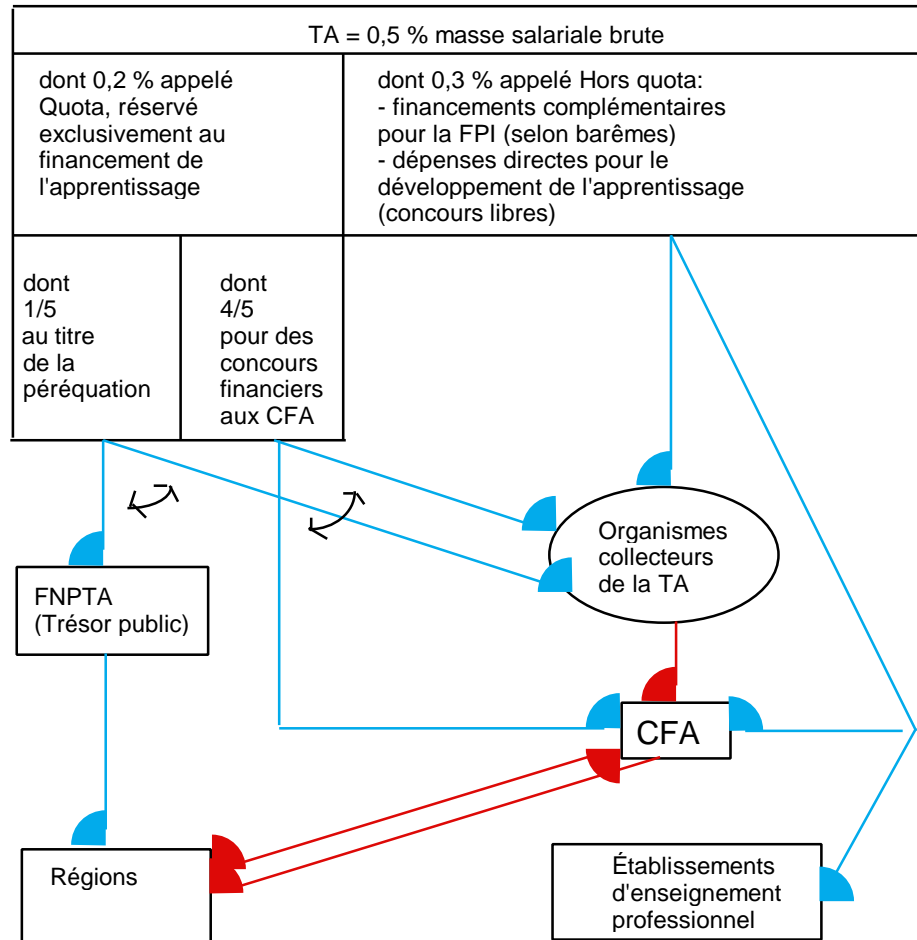 TA = 0,5 % masse salariale brute
dont 0,2 % appelé
Quota, réservé
exclusivement au
financement de
l'apprentissage
dont 0,3 % appelé Hors quota:
- financements complémentaires
pour la FPI (selon barêmes)
- dépenses directes pour le
développement de l'apprentissage
(concours libres)
dont
1/5
au titre
de la
péréquation
dont
4/5
pour des
concours
financiers
aux CFA
Organismes
collecteurs
de la TA
FNPTA
(Trésor public)
CFA
Régions
Établissements
d'enseignement
professionnel